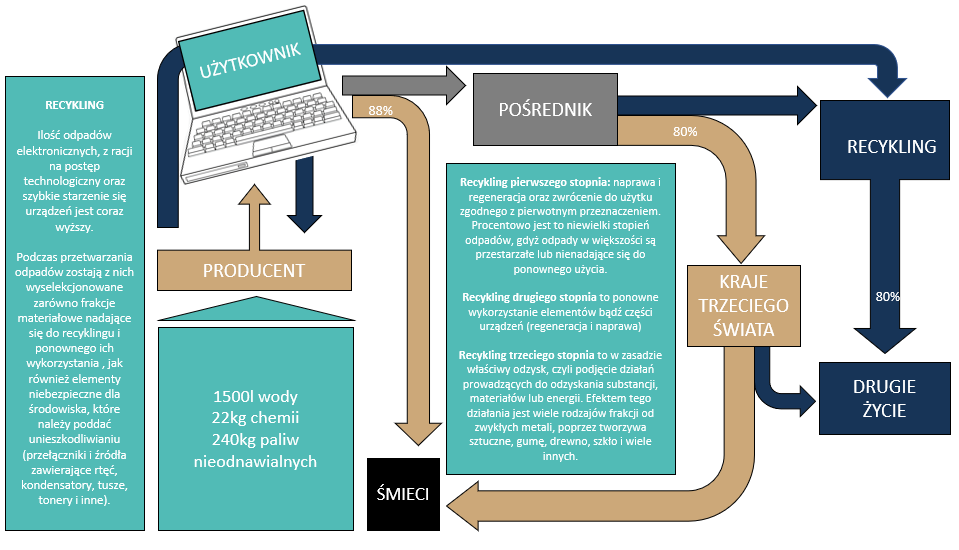 UŻYTKOWNIK
88%
POŚREDNIK
80%
RECYKLING
RECYKLING
Ilość odpadów
elektronicznych, z racji
na postęp
technologiczny oraz
szybkie starzenie się
urządzeń jest coraz
wyższy.
Podczas przetwarzania
odpadów zostają z nich
wyselekcjonowane
zarówno frakcje
materiałowe nadające
się do recyklingu i
ponownego ich
wykorzystania , jak
również elementy
niebezpieczne dla
środowiska, które
należy poddać
unieszkodliwianiu
(przełączniki i źródła
zawierające rtęć,
kondensatory, tusze,
tonery i inne).
PRODUCENT
1500l wody
22kg chemii
240kg paliw
nieodnawialnych
Recykling pierwszego stopnia: naprawa i
regeneracja oraz zwrócenie do użytku
zgodnego z pierwotnym przeznaczeniem.
Procentowo jest to niewielki stopień
odpadów, gdyż odpady w większości są
przestarzałe lub nienadające się do
ponownego użycia.
Recykling drugiego stopnia to ponowne
wykorzystanie elementów bądź części
urządzeń (regeneracja i naprawa)
Recykling trzeciego stopnia to w zasadzie
właściwy odzysk, czyli podjęcie działań
prowadzących do odzyskania substancji,
materiałów lub energii. Efektem tego
działania jest wiele rodzajów frakcji od
zwykłych metali, poprzez tworzywa
sztuczne, gumę, drewno, szkło i wiele
innych.
KRAJE
TRZECIEGO
ŚWIATA
80%
DRUGIE
ŻYCIE
ŚMIECI